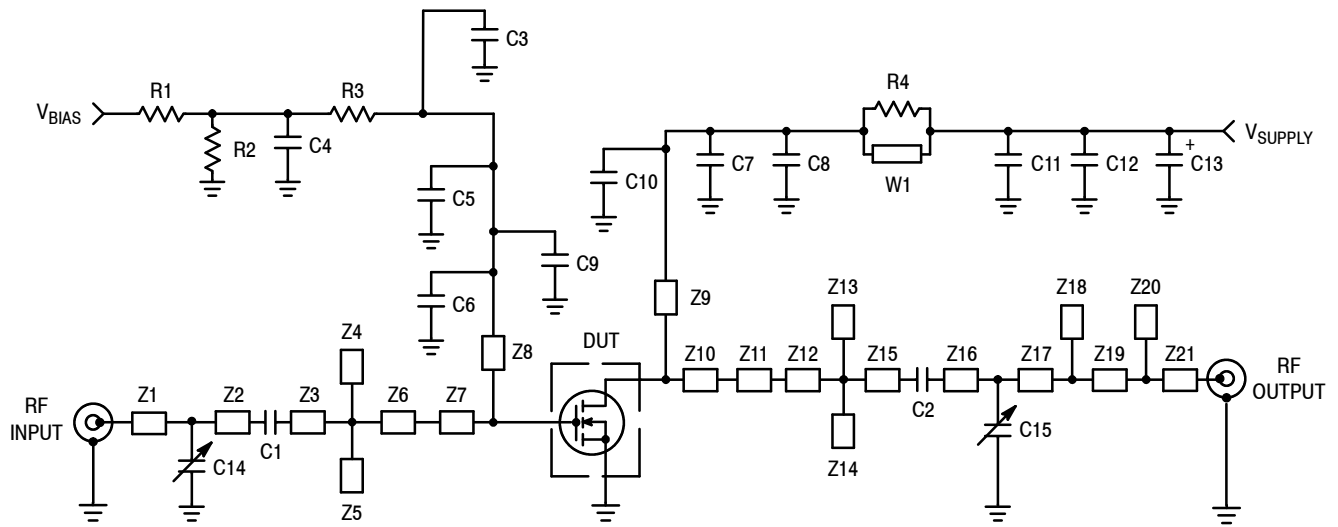 C3
R1
R3
R4
V_BIAS
V_SUPPLY
R2
C4
C10
C7
C8
C11
C12
+
C13
W1
C5
C9
C6
Z9
Z13
Z18
Z20
Z4
Z8
DUT
Z10
Z11
Z12
Z15
Z16
Z17
Z19
Z21
RF
OUTPUT
RF
INPUT
Z1
Z2
Z3
Z6
Z7
C2
C1
C14
C15
Z14
Z5